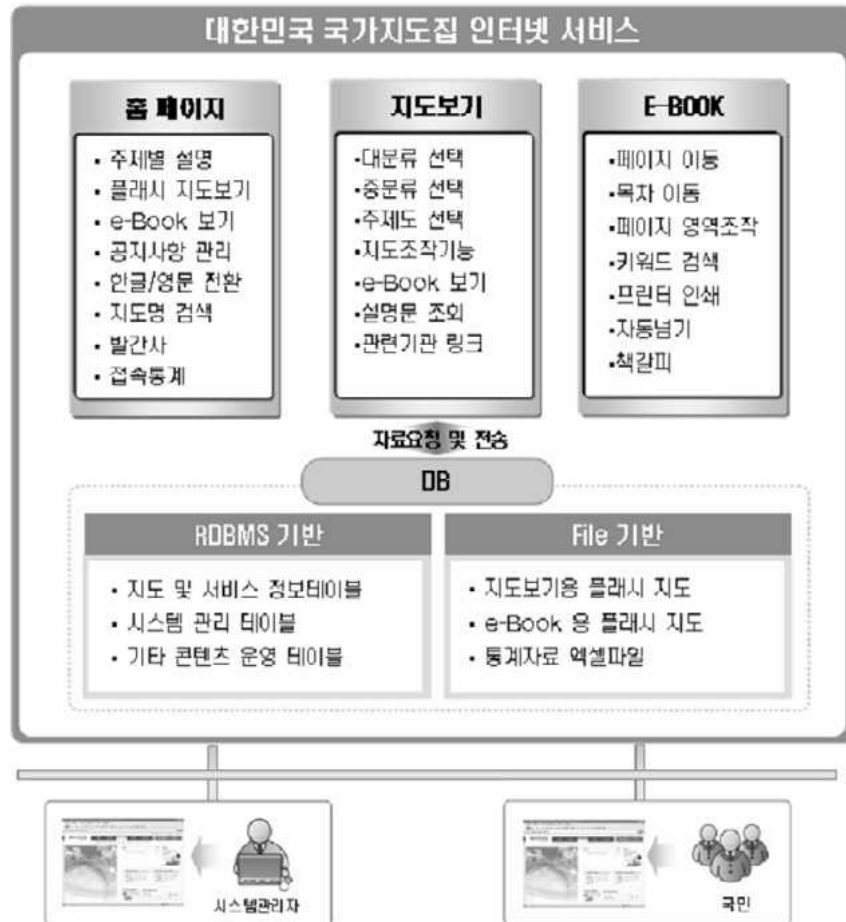 대한민국 국가지도집 인터넷 서비스
홈 페이지
• 주제별 설명
• 플래시 지도보기
• e-Book 보기
• 공지사항 관리
• 한글/영문 전환
• 지도명 검색
• 발간사
• 접속통계
지도보기
•대분류 선택
•중분류 선택
•주제도 선택
•지도조작기능
•e-Book 보기
•설명문 조회
•관련기관 링크
E-BOOK
•페이지 이동
•목차 이동
•페이지 영역조작
•키워드 검색
•프린터 인쇄
•자동넘기
•책갈피
자료요청 및 전송
DB
RDBMS 기반
• 지도 및 서비스 정보테이블
• 시스템 관리 테이블
• 기타 콘텐츠 운영 테이블
File 기반
• 지도보기용 플래시 지도
• e-Book 용 플래시 지도
• 통계자료 엑셀파일
시스템관리자
국민